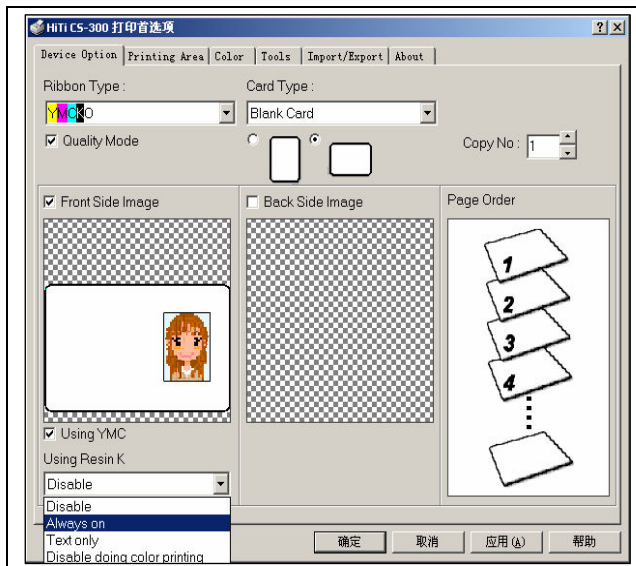 HiTi CS-300 打印首选项
Device Option Printing Area Color Tools Import/Export About
Ribbon Type :
Card Type :
YMCKO
Blank Card
Quality Mode
Copy No : 1
Front Side Image
Back Side Image
Page Order
1
2
3
4
Using YMC
Using Resin K
Disable
Disable
Always on
Text only
Disable doing color printing
确定 取消 应用(A) 帮助